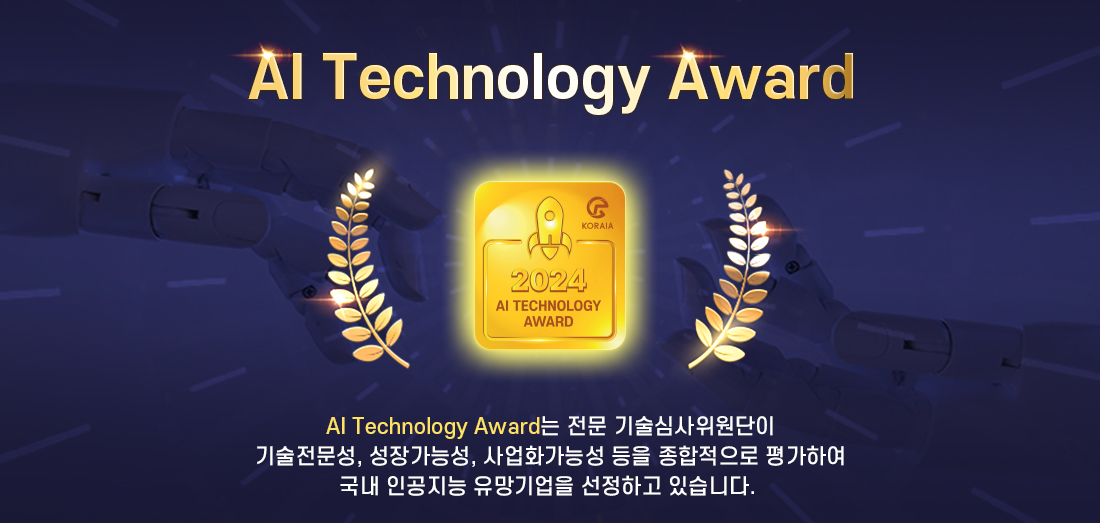 AI Technology Award
KORAIA
2024
AI TECHNOLOGY
AWARD
AI Technology Award는 전문 기술심사위원단이
기술전문성, 성장가능성, 사업화가능성 등을 종합적으로 평가하여
국내 인공지능 유망기업을 선정하고 있습니다.